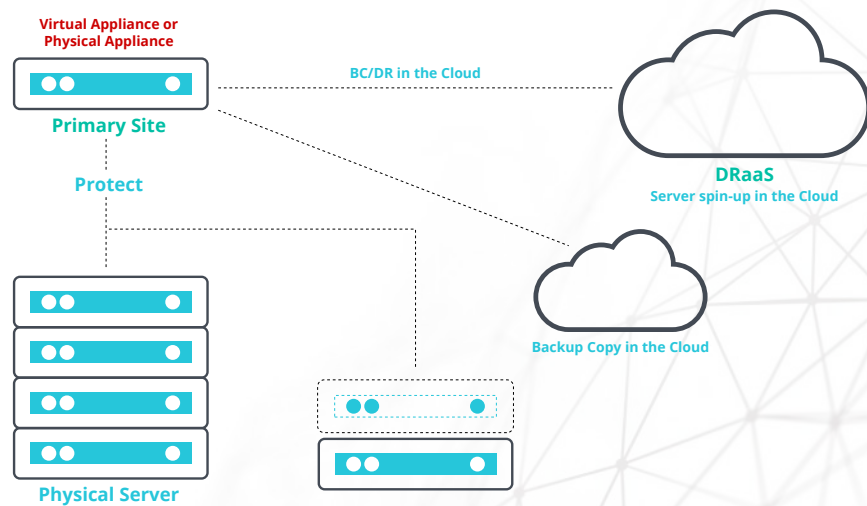 Virtual Appliance or
Physical Appliance
BC/DR in the Cloud
Primary Site
Protect
DRaaS
Server spin-up in the Cloud
Backup Copy in the Cloud
Physical Server